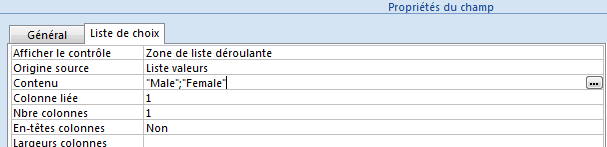 Propriétés du champ
Général Liste de choix
Afficher le contrôle Zone de liste déroulante
Origine source Liste valeurs
Contenu "Male";"Female" ...
Colonne liée 1
Nbre colonnes 1
En-têtes colonnes Non
Largeurs colonnes